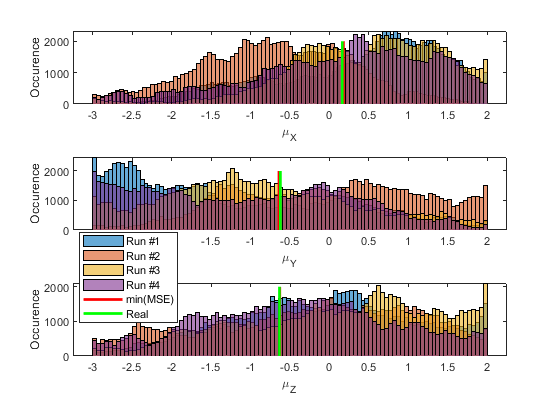 2000
1000
0
Occurence
-3 -2.5 -2 -1.5 -1 -0.5 0 0.5 1 1.5 2
μX
2000
1000
0
Occurence
-1.5 -1 -0.5 0 0.5 1 1.5 2
μY
Run #1
Run #2
Run #3
Run #4
min(MSE)
Real
2000
1000
0
Occurence
-3 -2.5 -2 -1.5 -1 -0.5 0 0.5 1 1.5 2
μZ